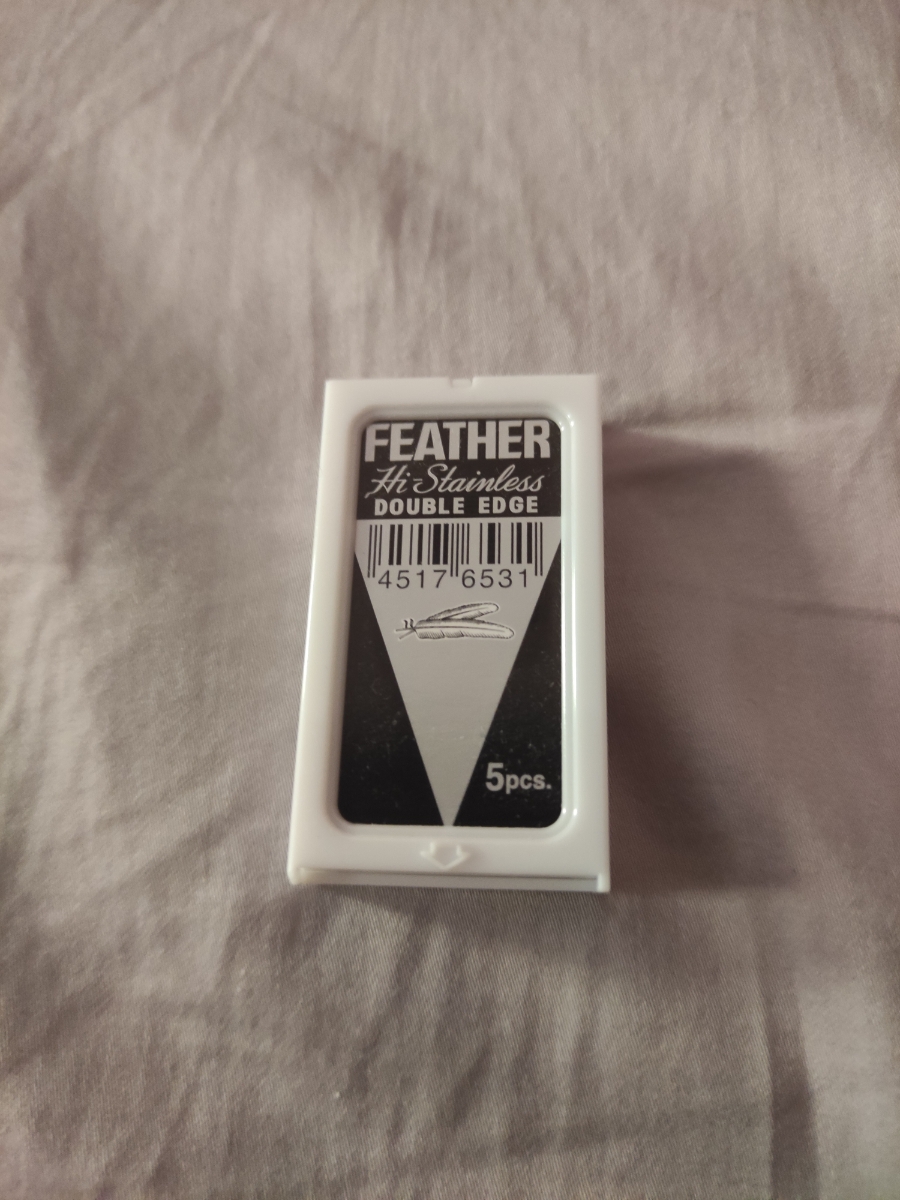 FEATHER
Hi-Stainless
DOUBLE EDGE
4517 6531
5pcs.